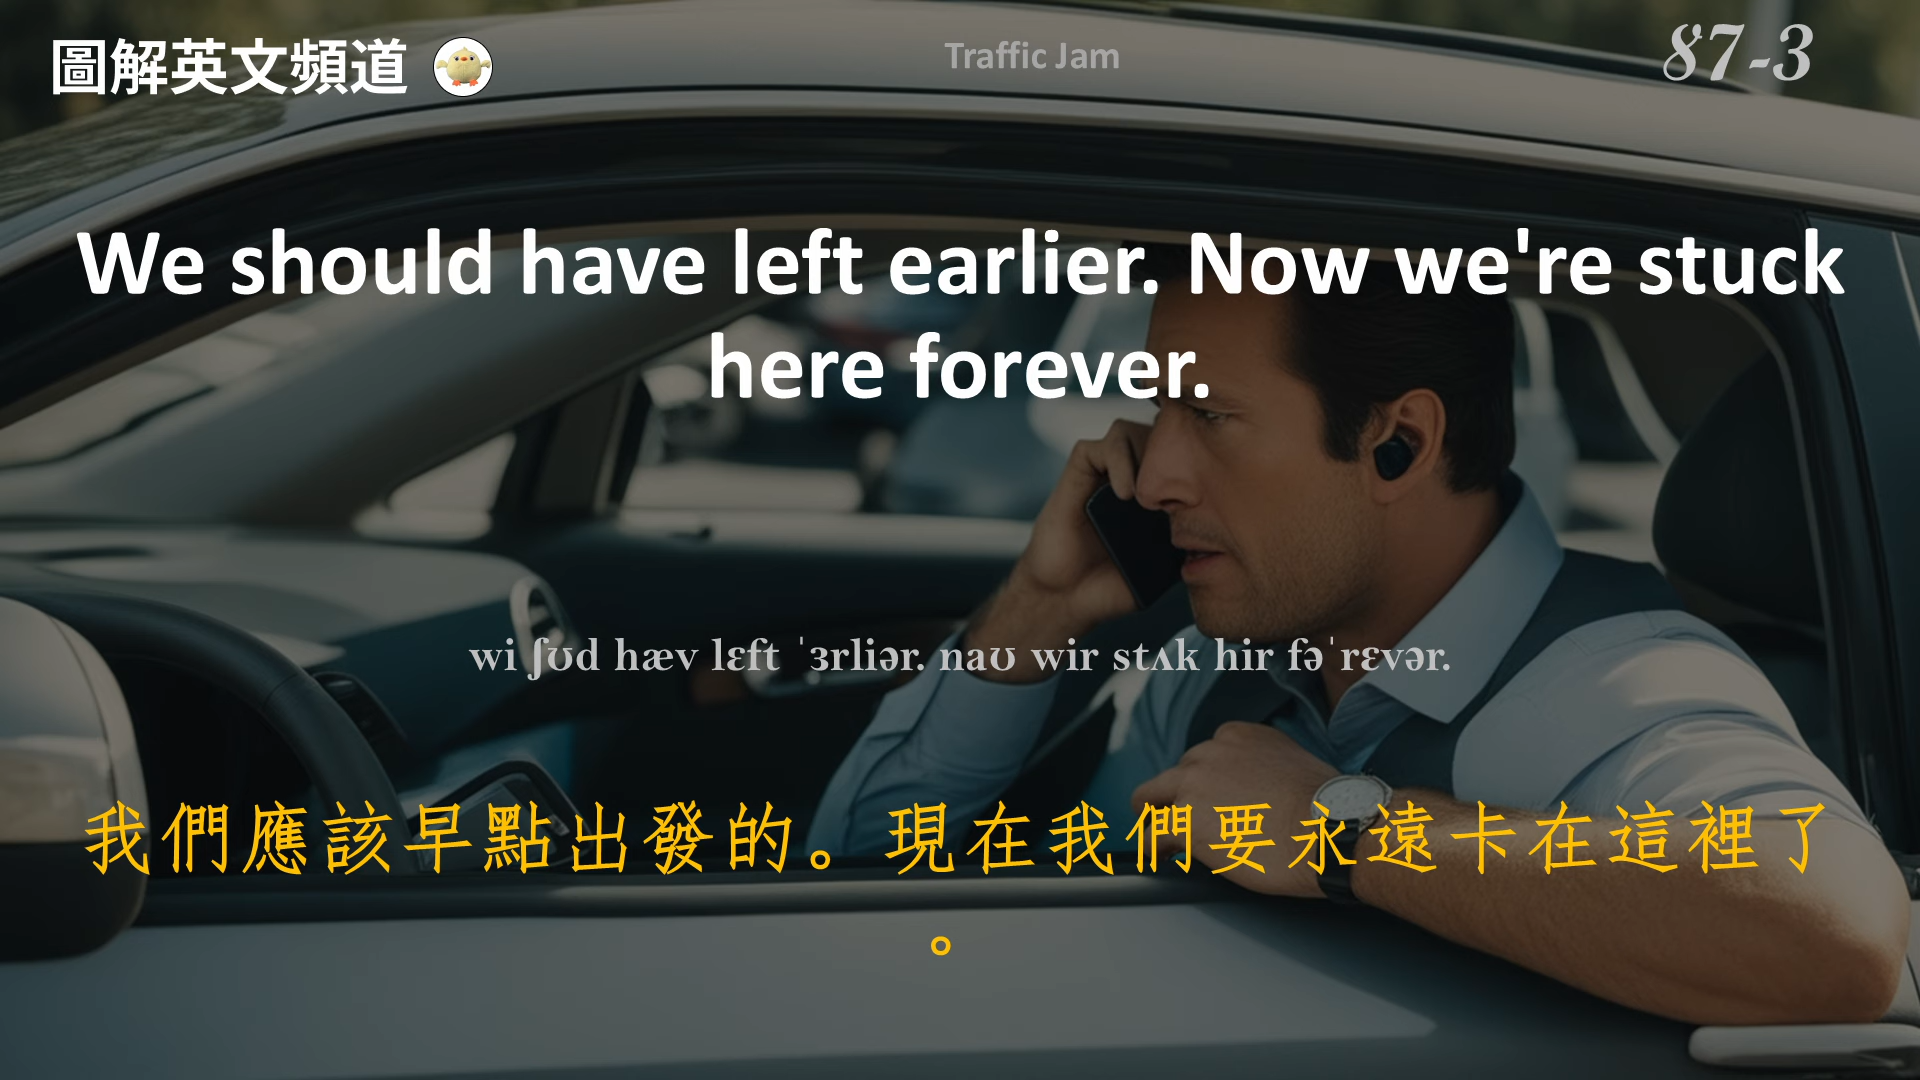 圖解英文頻道
Traffic Jam
87-3
We should have left earlier. Now we're stuck
here forever.
wi ʃʊd hæv lɛft ˈɜrliər. naʊ wir stʌk hir fəˈrɛvər.
我們應該早點出發的。現在我們要永遠卡在這裡了
。